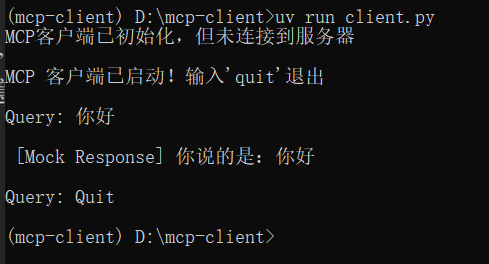 (mcp-client) D:\mcp-client>uv run client.py
MCP客户端已初始化，但未连接到服务器
MCP 客户端已启动！输入'quit'退出
Query: 你好
[Mock Response] 你说的是：你好
Query: Quit
(mcp-client) D:\mcp-client>